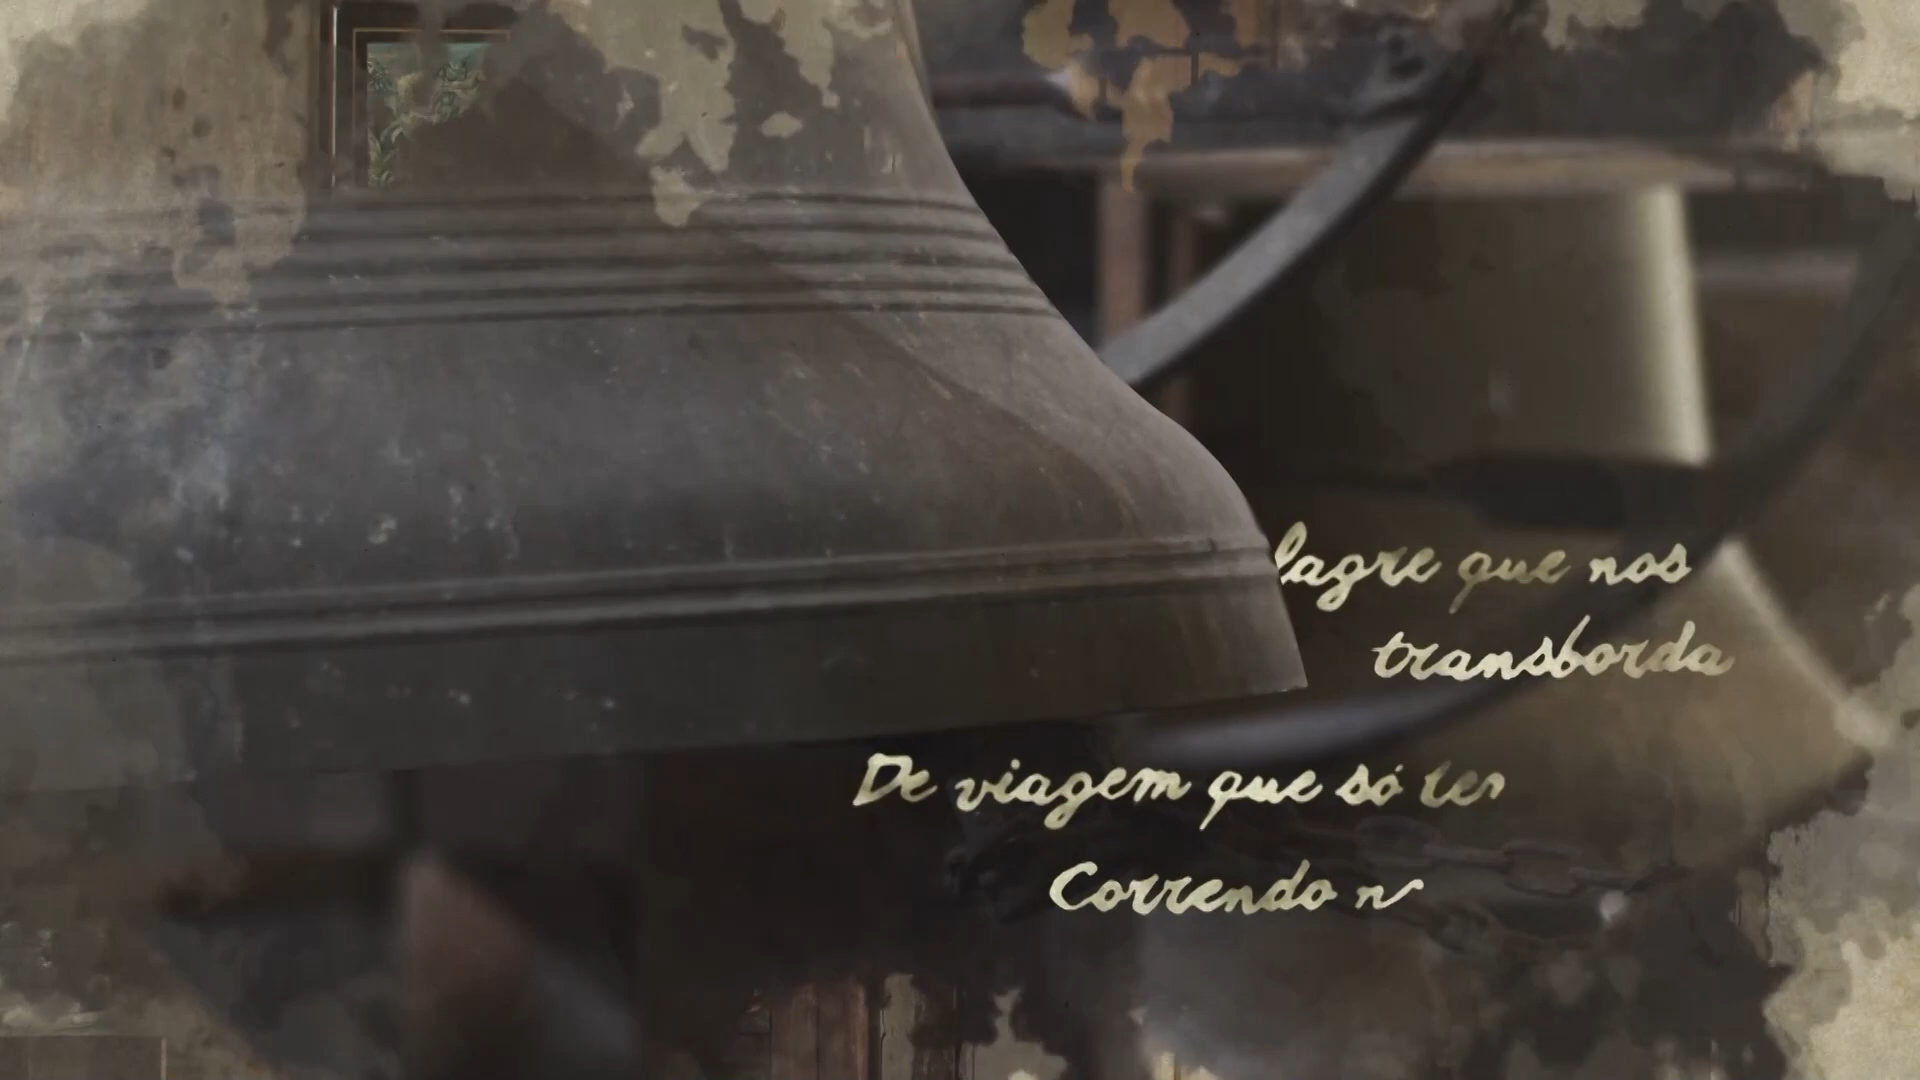 lagre que nos
transborda
De viagem que só ter
Correndo n